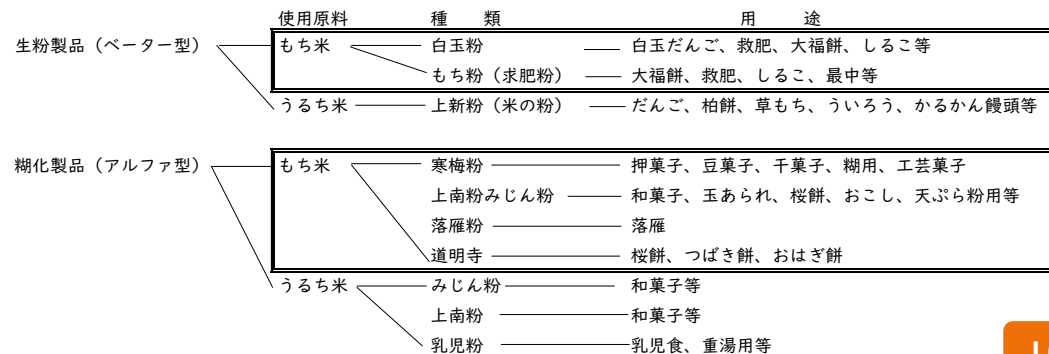 使用原料 種 類 用 途
生粉製品（ベーター型） もち米 白玉粉 白玉だんご、救肥、大福餅、しるこ等
もち粉（求肥粉） 大福餅、救肥、しるこ、最中等
うるち米 上新粉（米の粉） だんご、柏餅、草もち、ういろう、かるかん饅頭等
糊化製品（アルファ型） もち米 寒梅粉 押菓子、豆菓子、干菓子、糊用、工芸菓子
上南粉みじん粉 和菓子、玉あられ、桜餅、おこし、天ぷら粉用等
落雁粉 落雁
道明寺 桜餅、つばき餅、おはぎ餅
うるち米 みじん粉 和菓子等
上南粉 和菓子等
乳児粉 乳児食、重湯用等